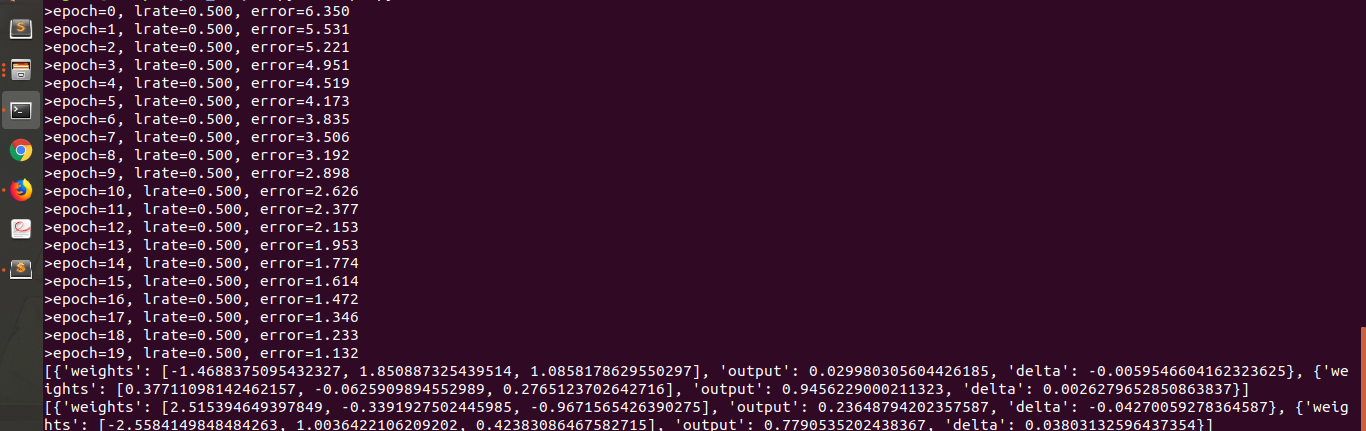 >epoch=0, lrate=0.500, error=6.350
>epoch=1, lrate=0.500, error=5.531
>epoch=2, lrate=0.500, error=5.221
>epoch=3, lrate=0.500, error=4.951
>epoch=4, lrate=0.500, error=4.519
>epoch=5, lrate=0.500, error=4.173
>epoch=6, lrate=0.500, error=3.835
>epoch=7, lrate=0.500, error=3.506
>epoch=8, lrate=0.500, error=3.192
>epoch=9, lrate=0.500, error=2.898
>epoch=10, lrate=0.500, error=2.626
>epoch=11, lrate=0.500, error=2.377
>epoch=12, lrate=0.500, error=2.153
>epoch=13, lrate=0.500, error=1.953
>epoch=14, lrate=0.500, error=1.774
>epoch=15, lrate=0.500, error=1.614
>epoch=16, lrate=0.500, error=1.472
>epoch=17, lrate=0.500, error=1.346
>epoch=18, lrate=0.500, error=1.233
>epoch=19, lrate=0.500, error=1.132
[{'weights': [-1.4688375095432327, 1.850887325439514, 1.0858178629550297], 'output': 0.029980305604426185, 'delta': -0.0059546604162323625}, {'we
ights': [0.37711098142462157, -0.0625909894552989, 0.2765123702642716], 'output': 0.9456229000211323, 'delta': 0.0026279652850863837}]
[{'weights': [2.515394649397849, -0.3391927502445985, -0.9671565426390275], 'output': 0.23648794202357587, 'delta': -0.04270059278364587}, {'weig
hts': [-2.5584149848484263, 1.0036422106209202, 0.42383086467582715], 'output': 0.7790535202438367, 'delta': 0.03803132596437354}]